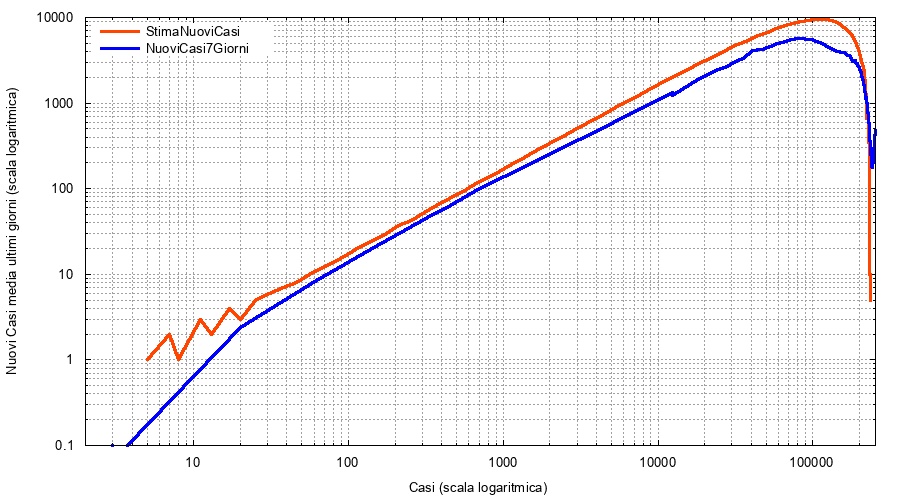 StimaNuoviCasi
NuoviCasi7Giorni
10000
1000
100
10
1
0.1
Nuovi Casi media ultimi giorni (scala logaritmica)
10
100
1000
10000
100000
Casi (scala logaritmica)